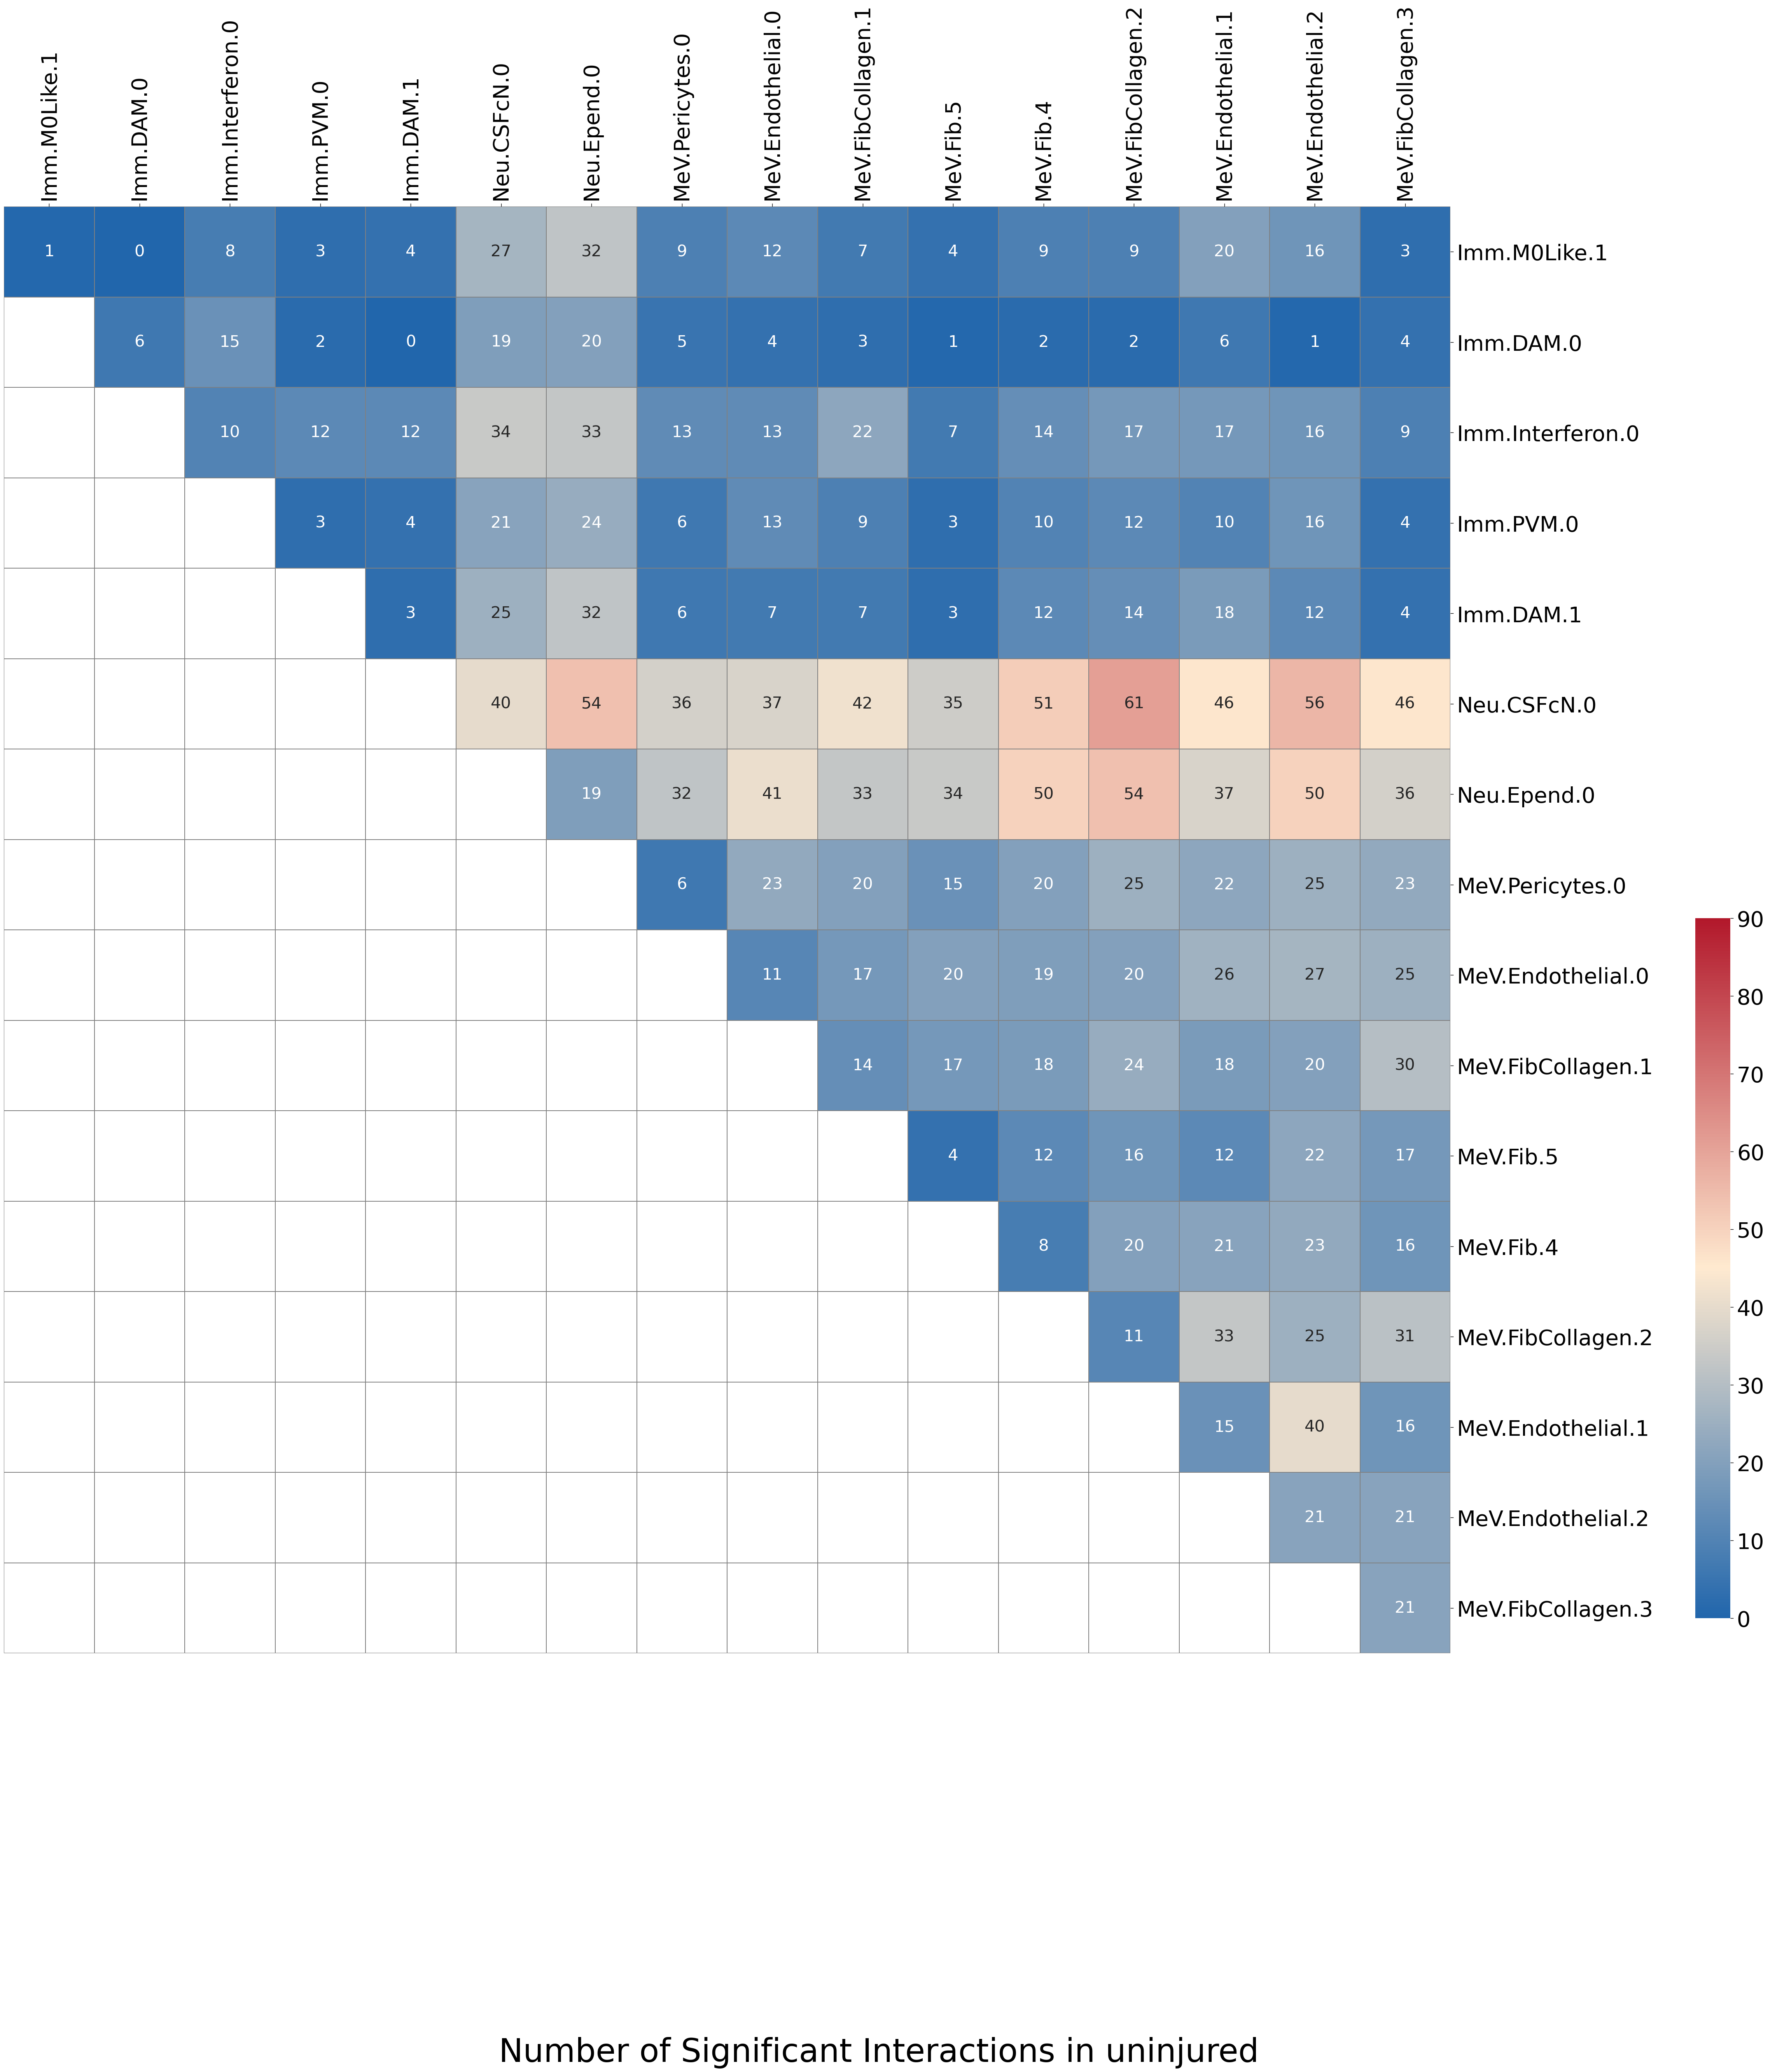 Imm.M0Like.1 Imm.DAM.0 Imm.Interferon.0 Imm.PVM.0 Imm.DAM.1 Neu.CSFcN.0 Neu.Epend.0 MeV.Pericytes.0 MeV.Endothelial.0 MeV.FibCollagen.1 MeV.Fib.5 MeV.Fib.4 MeV.FibCollagen.2 MeV.Endothelial.1 MeV.Endothelial.2 MeV.FibCollagen.3
1 0 8 3 4 27 32 9 12 7 4 9 9 20 16 3 Imm.M0Like.1
6 15 2 0 19 20 5 4 3 1 2 2 6 1 4 Imm.DAM.0
10 12 12 34 33 13 13 22 7 14 17 17 16 9 Imm.Interferon.0
3 4 21 24 6 13 9 3 10 12 10 16 4 Imm.PVM.0
3 25 32 6 7 7 3 12 14 18 12 4 Imm.DAM.1
40 54 36 37 42 35 51 61 46 56 46 Neu.CSFcN.0
19 32 41 33 34 50 54 37 50 36 Neu.Epend.0
6 23 20 15 20 25 22 25 23 MeV.Pericytes.0
11 17 20 19 20 26 27 25 MeV.Endothelial.0
14 17 18 24 18 20 30 MeV.FibCollagen.1
4 12 16 12 22 17 MeV.Fib.5
8 20 21 23 16 MeV.Fib.4
11 33 25 31 MeV.FibCollagen.2
15 40 16 MeV.Endothelial.1
21 21 MeV.Endothelial.2
21 MeV.FibCollagen.3
90
80
70
60
50
40
30
20
10
0
Number of Significant Interactions in uninjured